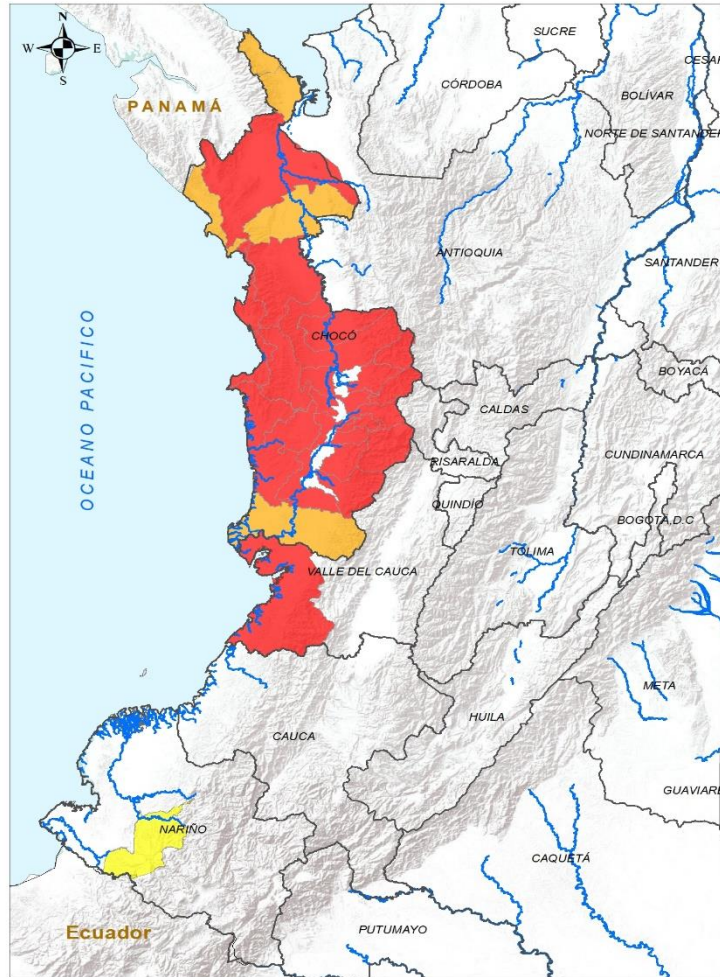 N
W E
S
SUCRE
CESAR
CÓRDOBA
BOLÍVAR
PANAMÁ
NORTE DE SANTANDER
ANTIOQUIA
SANTANDER
OCEANO PACIFICO
CHOCÓ
BOYACÁ
CALDAS
CUNDINAMARCA
RISARALDA
QUINDÍO
BOGOTÁ, D.C
TOLIMA
VALLE DEL CAUCA
META
HUILA
CAUCA
GUAVIARE
NARIÑO
CAQUETÁ
Ecuador
PUTUMAYO